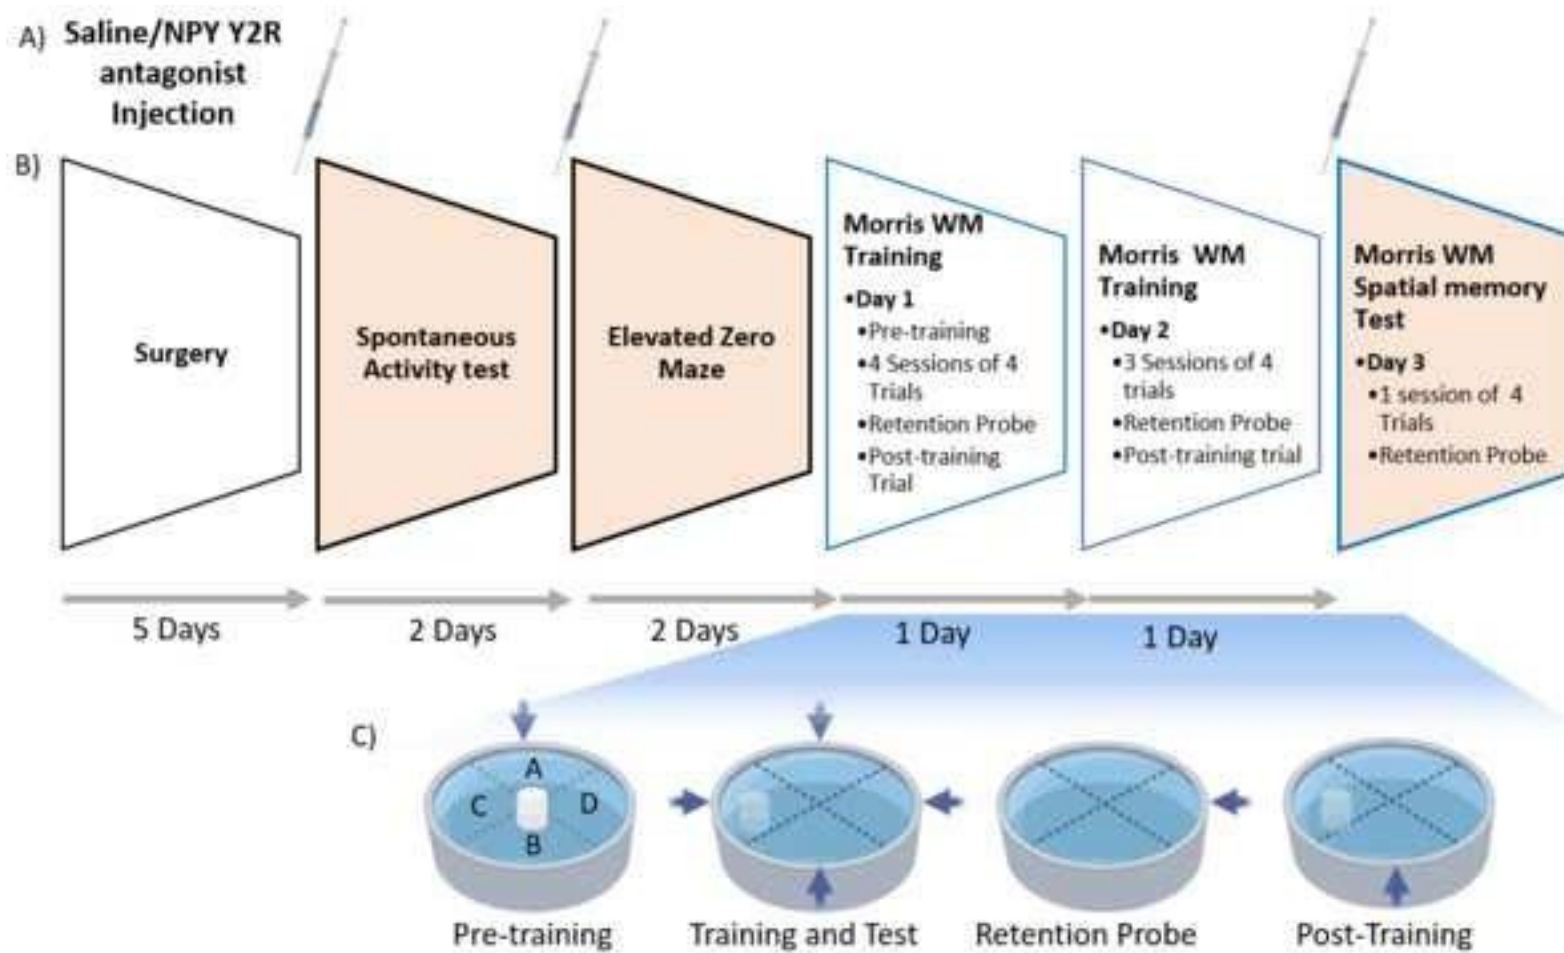 A) Saline/NPY Y2R
antagonist
Injection
B)
Surgery
Spontaneous
Activity test
Elevated Zero
Maze
Morris WM
Training
•Day 1
•Pre-training
•4 Sessions of 4
Trials
•Retention Probe
•Post-training
Trial
Morris WM
Training
•Day 2
•3 Sessions of 4
trials
•Retention Probe
•Post-training trial
Morris WM
Spatial memory
Test
•Day 3
•1 session of 4
Trials
•Retention Probe
5 Days
2 Days
2 Days
1 Day
1 Day
C)
A
C
D
B
Pre-training
Training and Test
Retention Probe
Post-Training